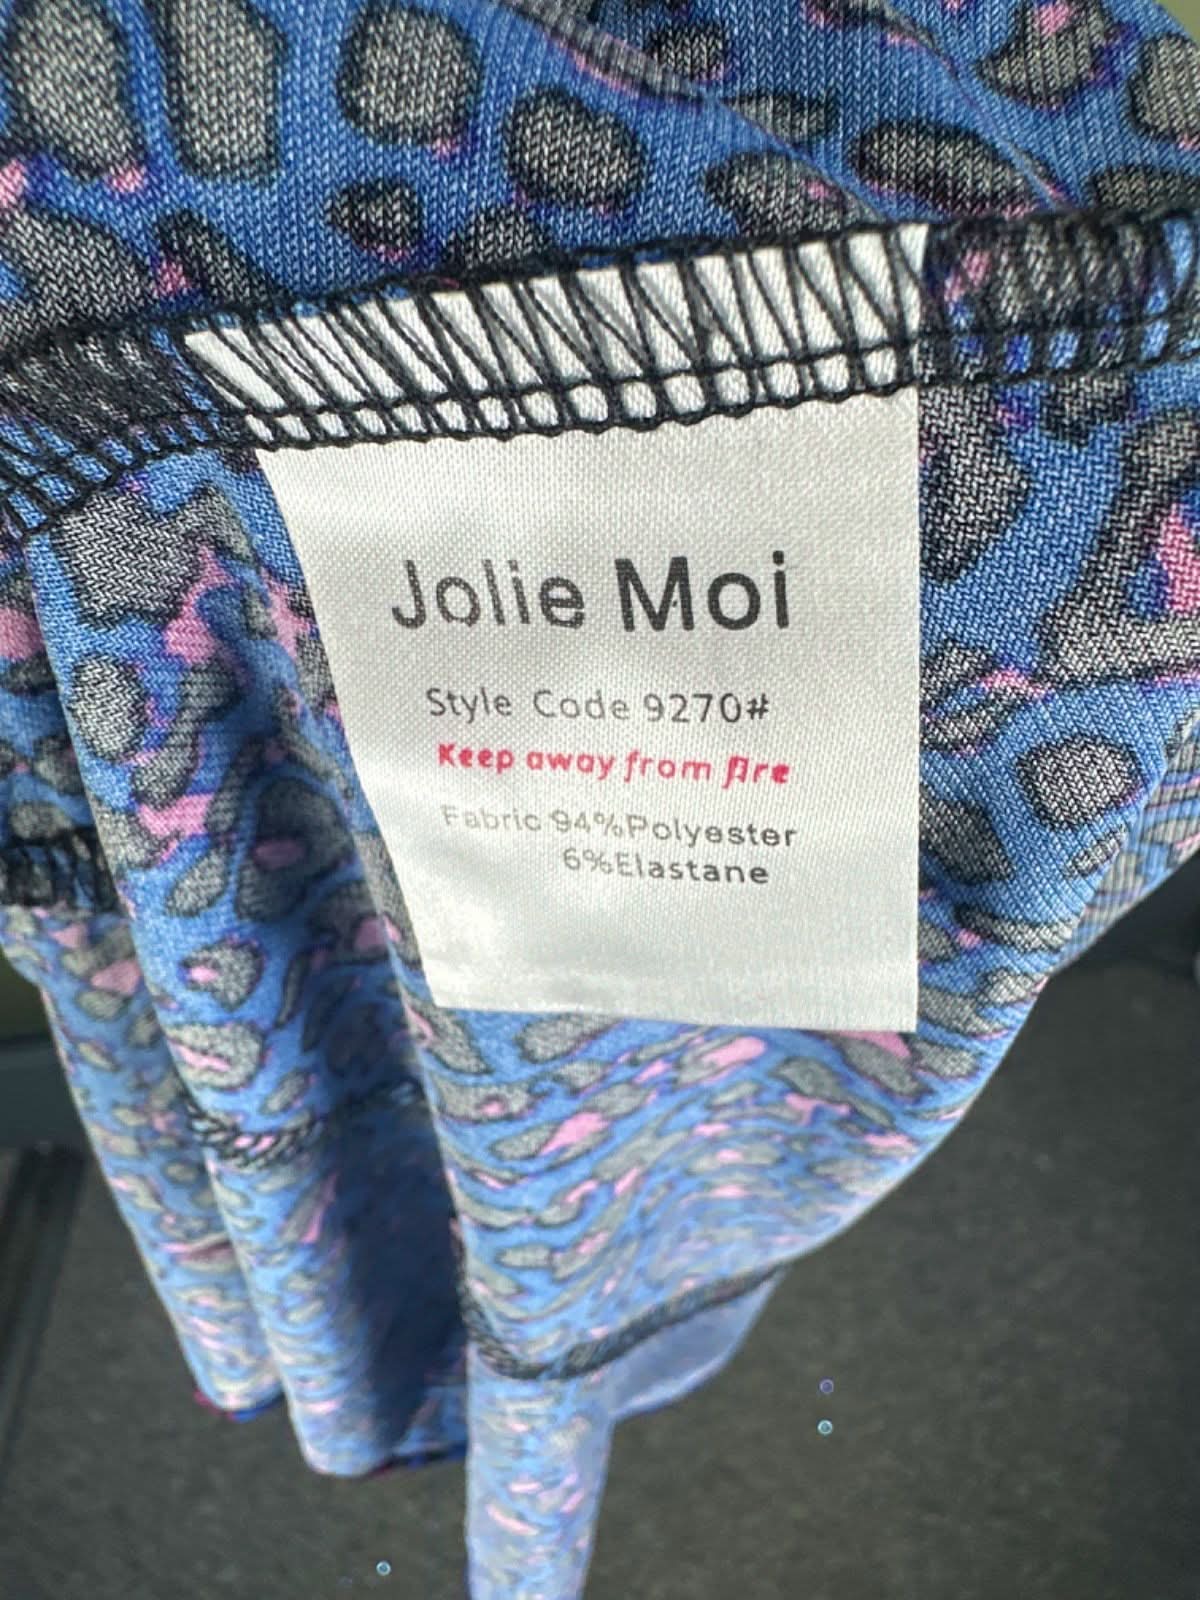 Jolie Moi
Style Code 9270#
Keep away from fire
Fabric 94%Polyester
6%Elastane